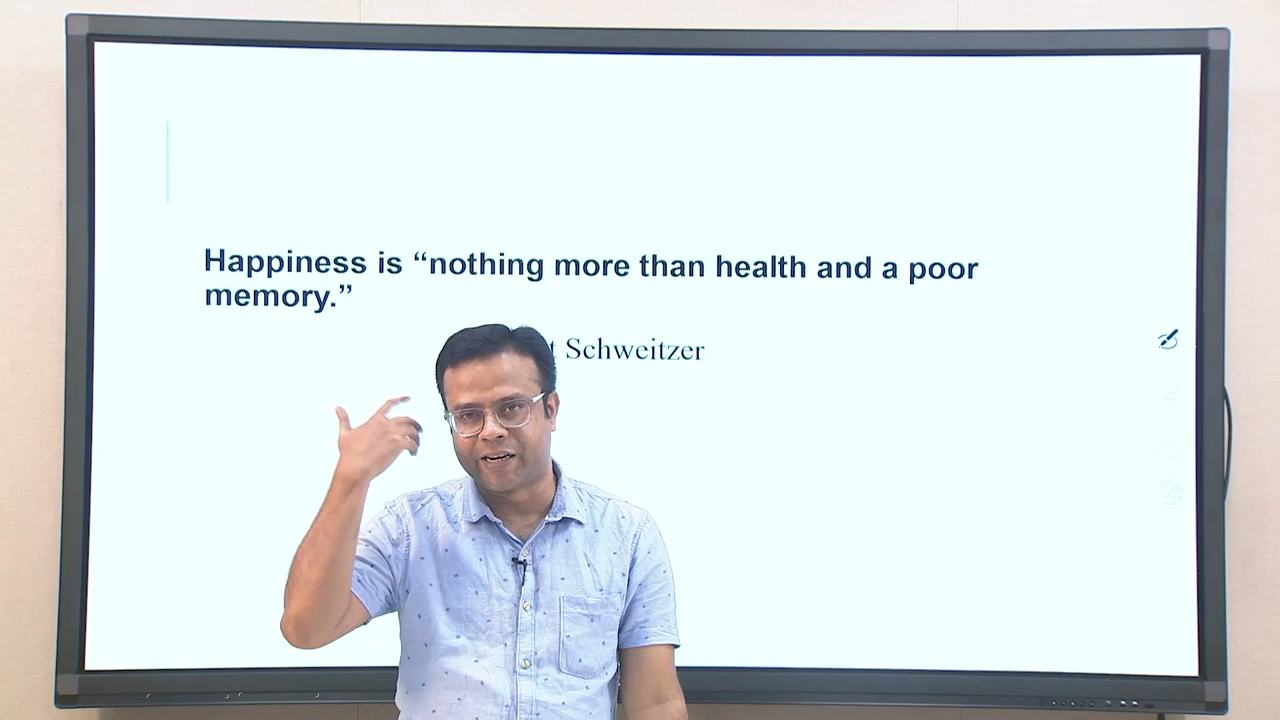 Happiness is “nothing more than health and a poor
memory.”
t Schweitzer